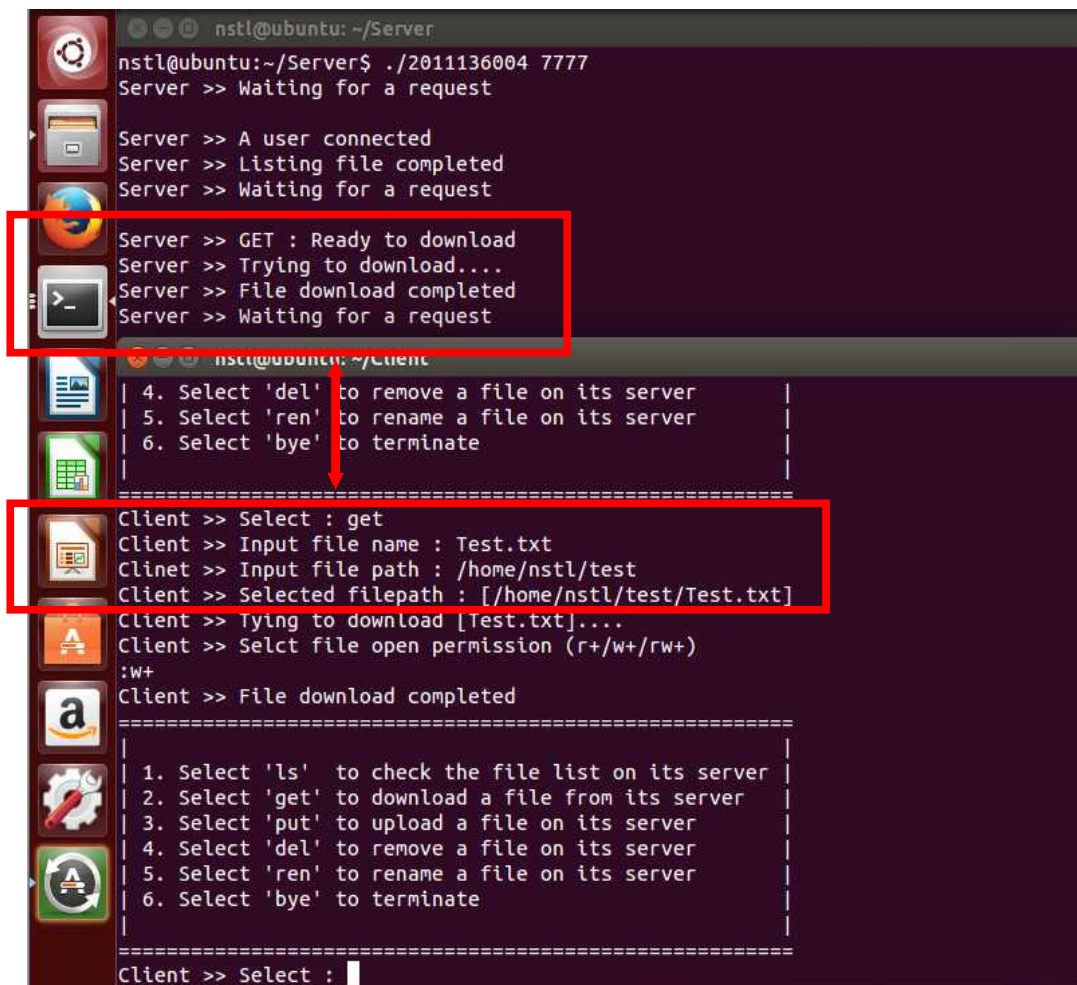 nstl@ubuntu: ~/Server
nstl@ubuntu:~/Server$ ./2011136004 7777
Server >> Waiting for a request
Server >> A user connected
Server >> Listing file completed
Server >> Waiting for a request
Server >> GET : Ready to download
Server >> Trying to download....
Server >> File download completed
Server >> Waiting for a request
nstl@ubuntu: ~/Client
| 4. Select 'del' to remove a file on its server |
| 5. Select 'ren' to rename a file on its server |
| 6. Select 'bye' to terminate |
| |
========================================================
Client >> Select : get
Client >> Input file name : Test.txt
Clinet >> Input file path : /home/nstl/test
Client >> Selected filepath : [/home/nstl/test/Test.txt]
Client >> Tying to download [Test.txt]....
Client >> Selct file open permission (r+/w+/rw+)
:w+
Client >> File download completed
========================================================
| |
| 1. Select 'ls' to check the file list on its server |
| 2. Select 'get' to download a file from its server |
| 3. Select 'put' to upload a file on its server |
| 4. Select 'del' to remove a file on its server |
| 5. Select 'ren' to rename a file on its server |
| 6. Select 'bye' to terminate |
| |
========================================================
Client >> Select :